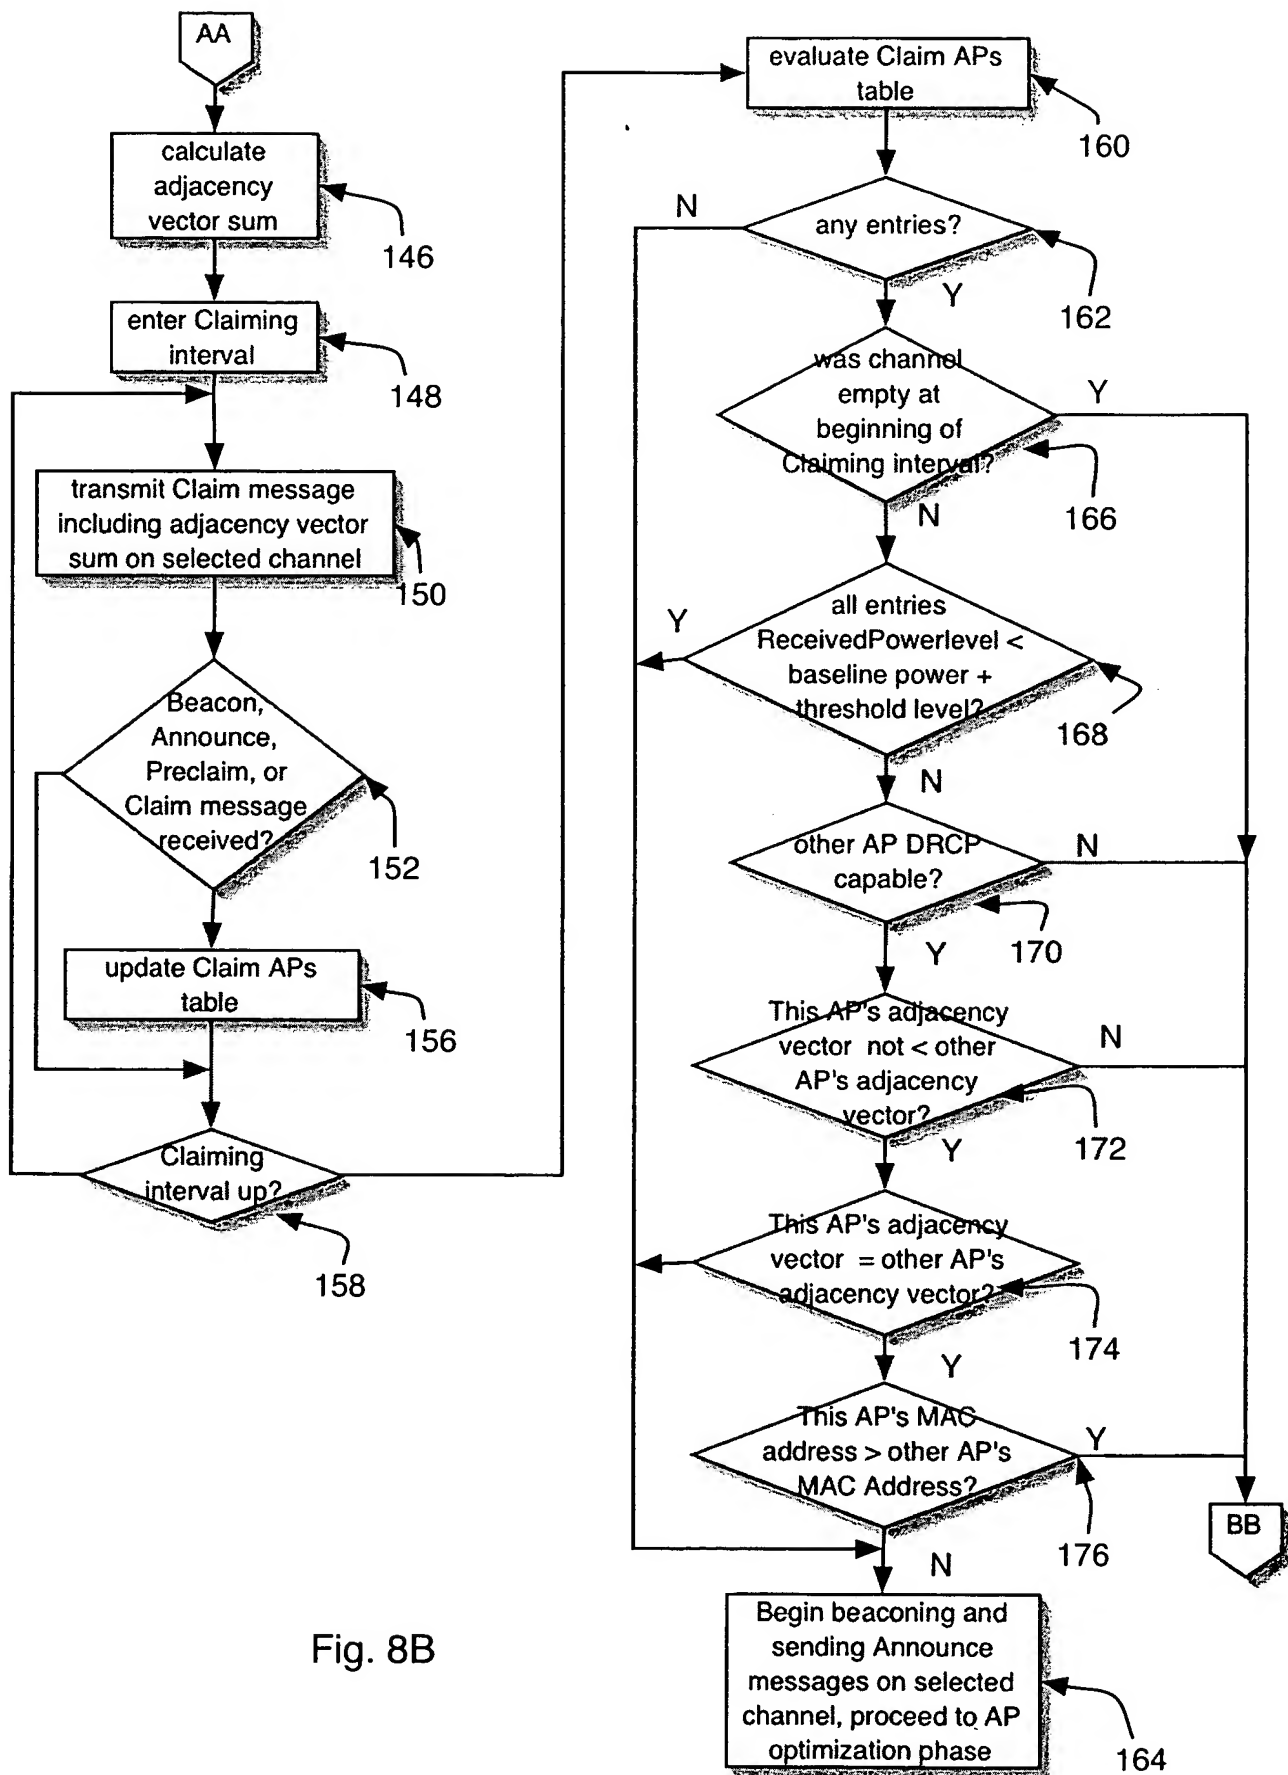 AA
calculate
adjacency
vector sum
146
enter Claiming
interval
148
transmit Claim message
including adjacency vector
sum on selected channel
150
Beacon,
Announce,
Preclaim, or
Claim message
received?
152
update Claim APs
table
156
Claiming
interval up?
158
evaluate Claim APs
table
160
N
any entries?
162
Y
was channel
empty at
beginning of
Claiming interval?
Y
166
N
all entries
ReceivedPowerlevel <
baseline power +
threshold level?
Y
168
N
other AP DRCP
capable?
N
170
Y
This AP's adjacency
vector not < other
AP's adjacency
vector?
N
172
Y
This AP's adjacency
vector = other AP's
adjacency vector?
174
Y
This AP's MAC
address > other AP's
MAC Address?
Y
176
BB
N
Begin beaconing and
sending Announce
messages on selected
channel, proceed to AP
optimization phase
164
Fig. 8B